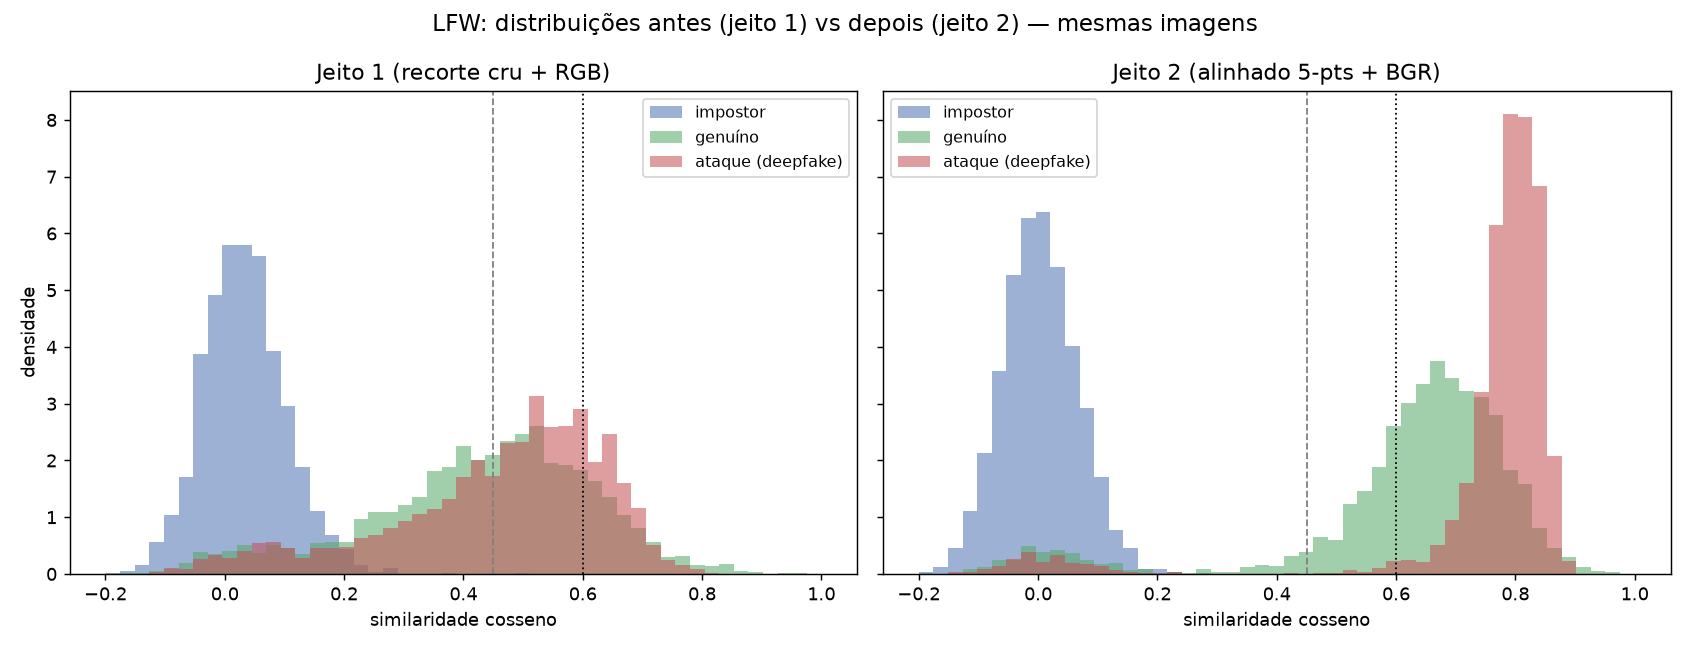 LFW: distribuições antes (jeito 1) vs depois (jeito 2) — mesmas imagens
Jeito 1 (recorte cru + RGB)
impostor
genuíno
ataque (deepfake)
densidade
8
7
6
5
4
3
2
1
0
−0.2 0.0 0.2 0.4 0.6 0.8 1.0
similaridade cosseno
Jeito 2 (alinhado 5-pts + BGR)
impostor
genuíno
ataque (deepfake)
−0.2 0.0 0.2 0.4 0.6 0.8 1.0
similaridade cosseno